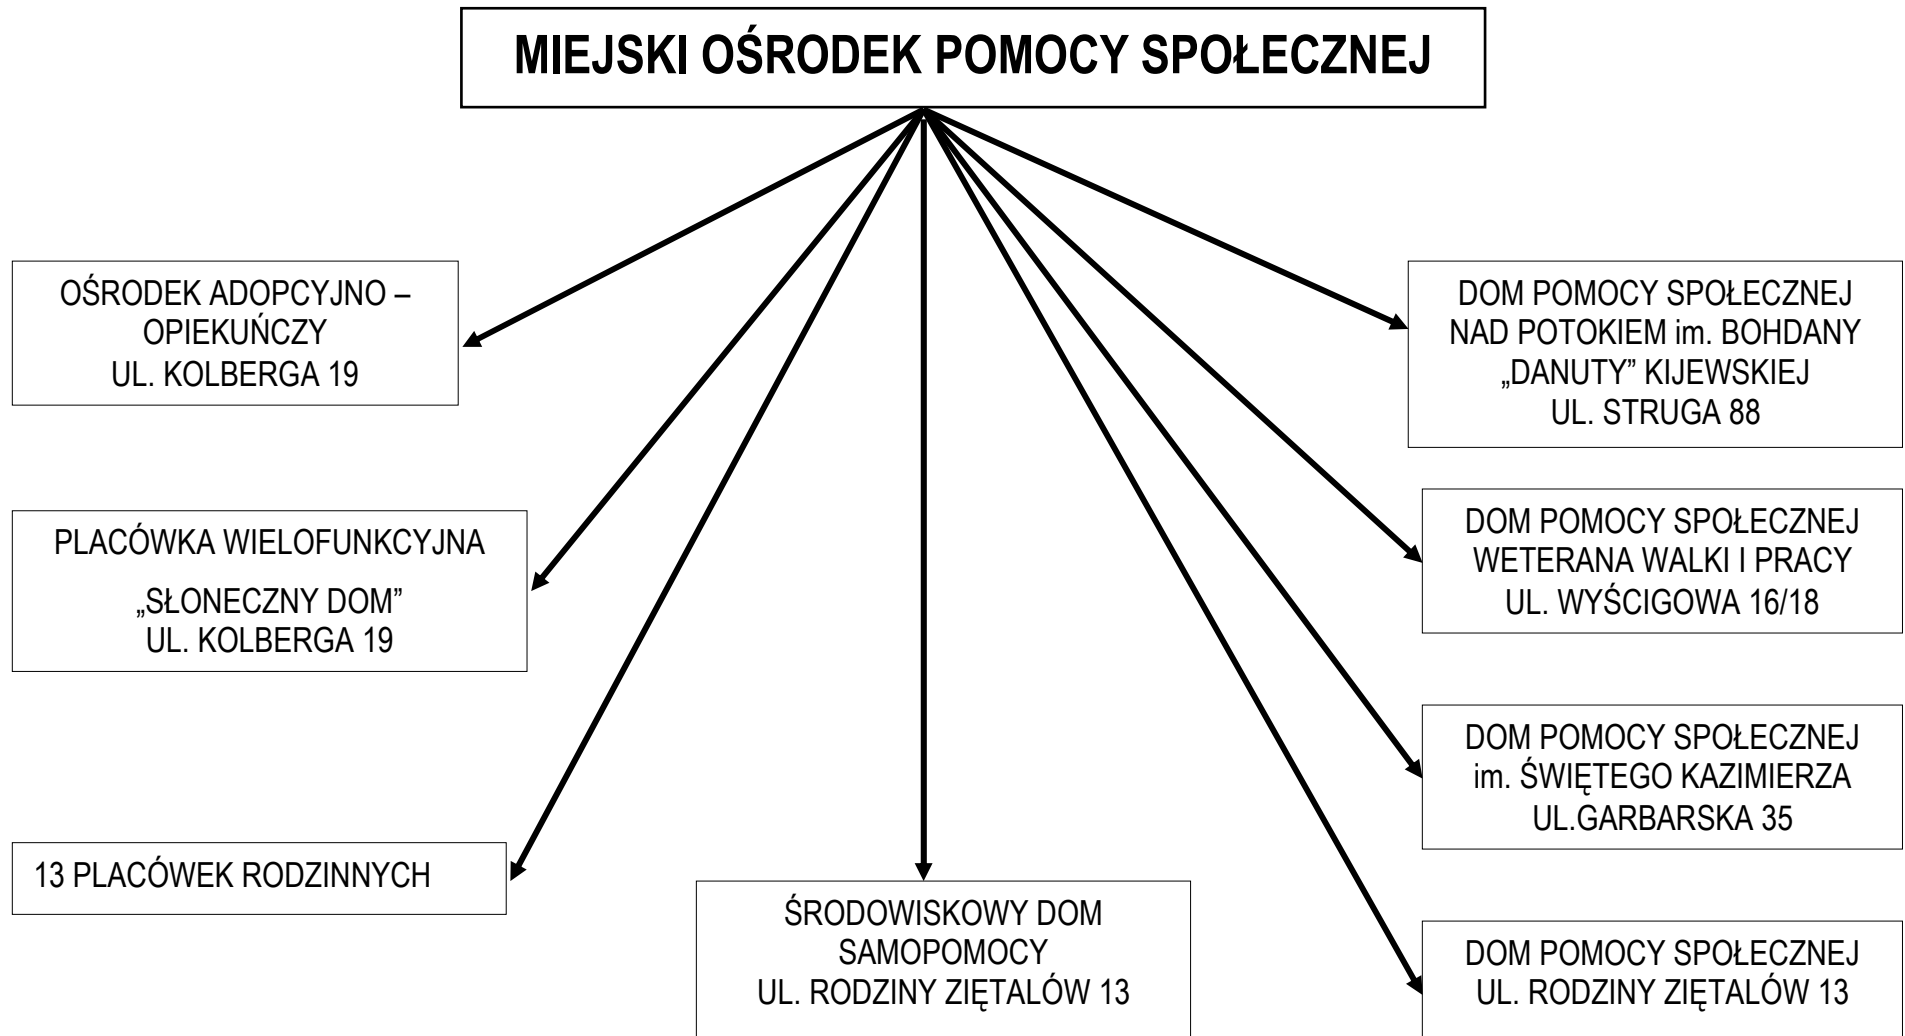 MIEJSKI OŚRODEK POMOCY SPOŁECZNEJ
OŚRODEK ADOPCYJNO –
OPIEKUŃCZY
UL. KOLBERGA 19
PLACÓWKA WIELOFUNKCYJNA
„SŁONECZNY DOM”
UL. KOLBERGA 19
13 PLACÓWEK RODZINNYCH
ŚRODOWISKOWY DOM
SAMOPOMOCY
UL. RODZINY ZIĘTALÓW 13
DOM POMOCY SPOŁECZNEJ
NAD POTOKIEM im. BOHDANY
„DANUTY” KIJEWSKIEJ
UL. STRUGA 88
DOM POMOCY SPOŁECZNEJ
WETERANA WALKI I PRACY
UL. WYŚCIGOWA 16/18
DOM POMOCY SPOŁECZNEJ
im. ŚWIĘTEGO KAZIMIERZA
UL.GARBARSKA 35
DOM POMOCY SPOŁECZNEJ
UL. RODZINY ZIĘTALÓW 13